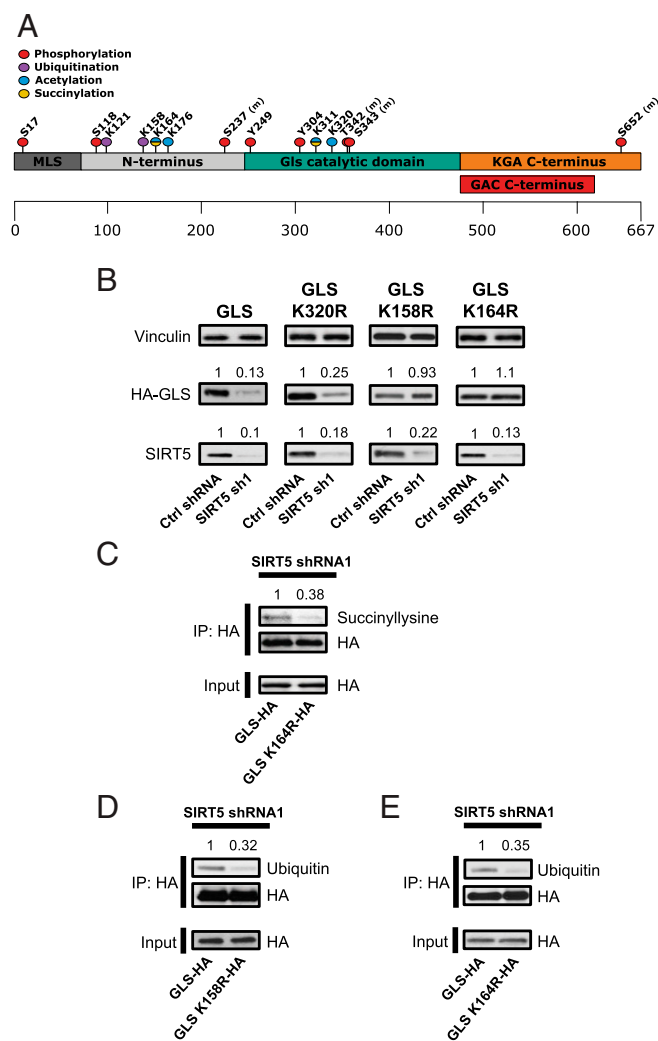 A
Phosphorylation
Ubiquitination
Acetylation
Succinylation
S17
S118
K121
K158
K164
K176
S237 (m)
Y249
Y304
K311
K320
T342 (m)
S343 (m)
S652 (m)
MLS
N-terminus
Gls catalytic domain
KGA C-terminus
GAC C-terminus
0 100 200 300 400 500 600 667
B
GLS
GLS K320R
GLS K158R
GLS K164R
Vinculin
1 0.13 1 0.25 1 0.93 1 1.1
HA-GLS
1 0.1 1 0.18 1 0.22 1 0.13
SIRT5
Ctrl shRNA SIRT5 sh1 Ctrl shRNA SIRT5 sh1 Ctrl shRNA SIRT5 sh1 Ctrl shRNA SIRT5 sh1
C
SIRT5 shRNA1
1 0.38
IP: HA
Succinyllysine
HA
Input HA
GLS-HA
GLS K164R-HA
D
SIRT5 shRNA1
1 0.32
IP: HA
Ubiquitin
HA
Input HA
GLS-HA
GLS K158R-HA
E
SIRT5 shRNA1
1 0.35
IP: HA
Ubiquitin
HA
Input HA
GLS-HA
GLS K164R-HA